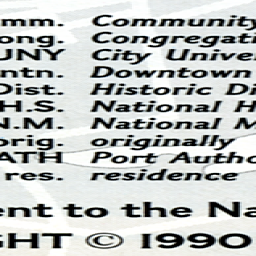 mm. Community
ong. Congregati
UNY City Univer
ntn. Downtown
Dist. Historic Di
H.S. National H
N.M. National M
orig. originally
ATH Port Autho
res. residence
ent to the Na
GHT © 1990